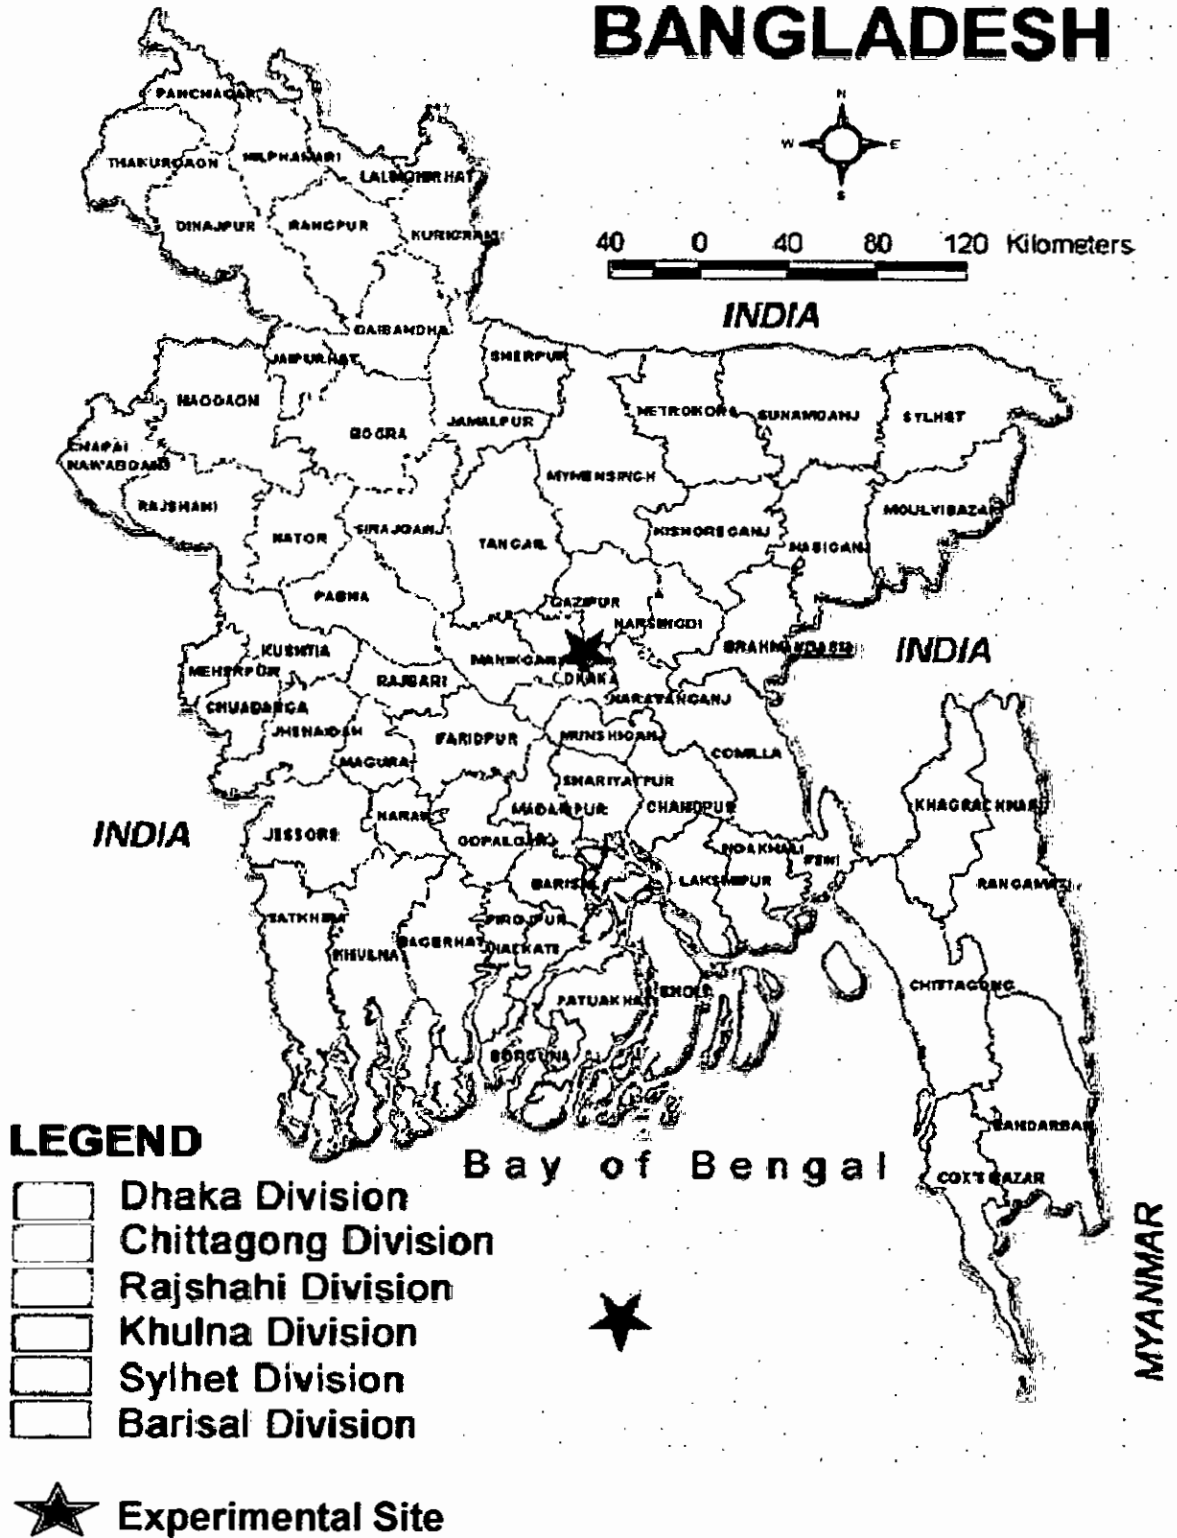 BANGLADESH
N
W E
S
40 0 40 80 120 Kilometers
INDIA
PANCHAGAR
THAKURGAON
NILPHAMARI
LALMONIRHAT
DINAJPUR
RANGPUR
KURIGRAM
GAIBANDHA
JAIPURHAT
SHERPUR
NAOGAON
NETROKONA
SUNAMGANJ
SYLHET
BOGRA
JAMALPUR
CHAPAI
NAWABGANJ
MYMENSINGH
RAJSHAHI
MOULVIBAZAR
NATOR
SIRAJGANJ
TANGAIL
KISHOREGANJ
HABIGANJ
PABNA
GAZIPUR
NARSINGDI
KUSHTIA
MEHERPUR
RAJBARI
MANIKGANJ
DHAKA
INDIA
CHUADANGA
NARAYANGANJ
JHENAIDAH
FARIDPUR
MUNSHIGANJ
MAGURA
COMILLA
SHARIYATPUR
MADARIPUR
CHANDPUR
KHAGRACHHARI
INDIA
JESSORE
NARAIL
GOPALGANJ
NOAKHALI
FENI
BARISAL
LAKSHMIPUR
RANGAMATI
SATKHIRA
PIROJPUR
KHULNA
BAGERHAT
JHALKATI
CHITTAGONG
PATUAKHALI
BHOLA
BORGUNA
BANDARBAN
COX'S BAZAR
Bay of Bengal
MYANMAR
LEGEND
Dhaka Division
Chittagong Division
Rajshahi Division
Khulna Division
Sylhet Division
Barisal Division
Experimental Site